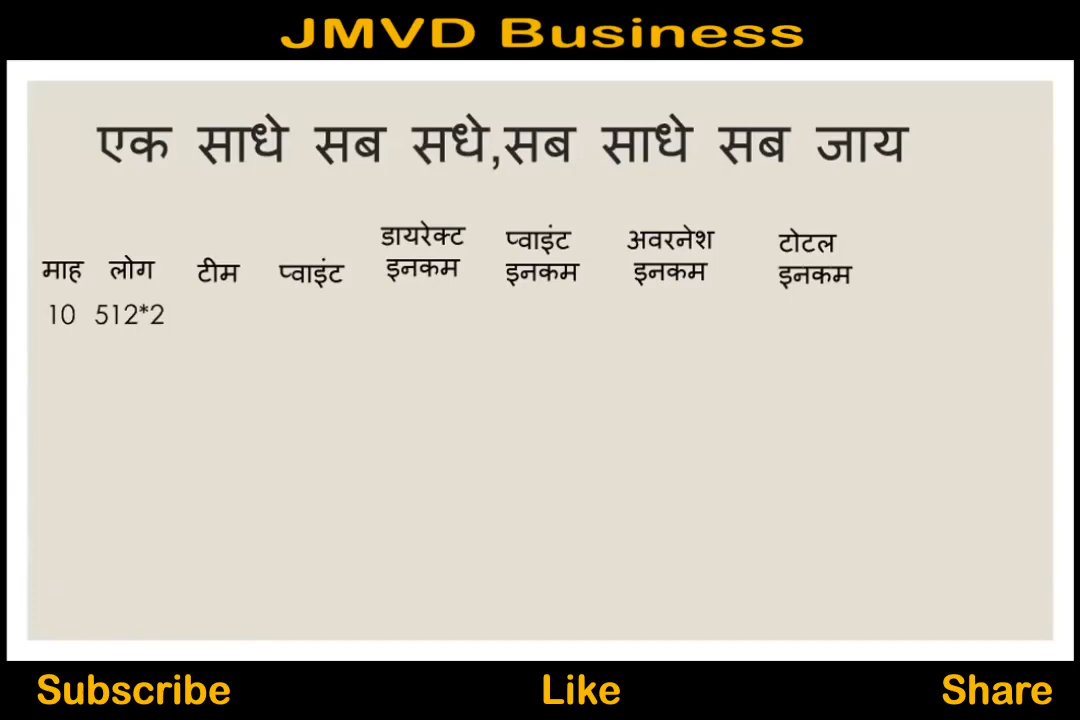 JMVD Business
एक साधे सब सधे,सब साधे सब जाय
माह लोग टीम प्वाइंट डायरेक्ट इनकम प्वाइंट इनकम अवरनेश इनकम टोटल इनकम
10 512*2
Subscribe Like Share